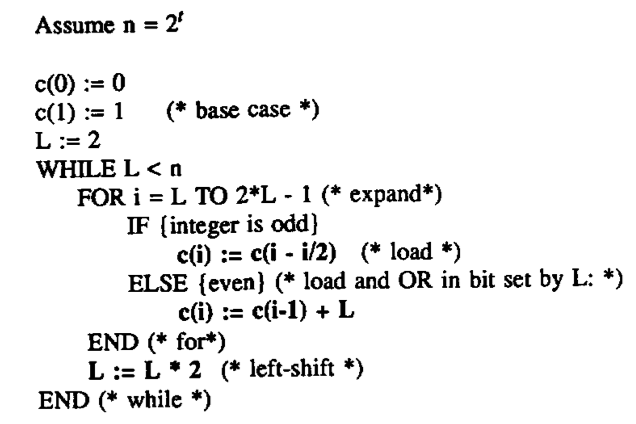 Assume n = 2^t
c(0) := 0
c(1) := 1 (* base case *)
L := 2
WHILE L < n
FOR i = L TO 2*L - 1 (* expand*)
IF {integer is odd}
c(i) := c(i - i/2) (* load *)
ELSE {even} (* load and OR in bit set by L: *)
c(i) := c(i-1) + L
END (* for*)
L := L * 2 (* left-shift *)
END (* while *)